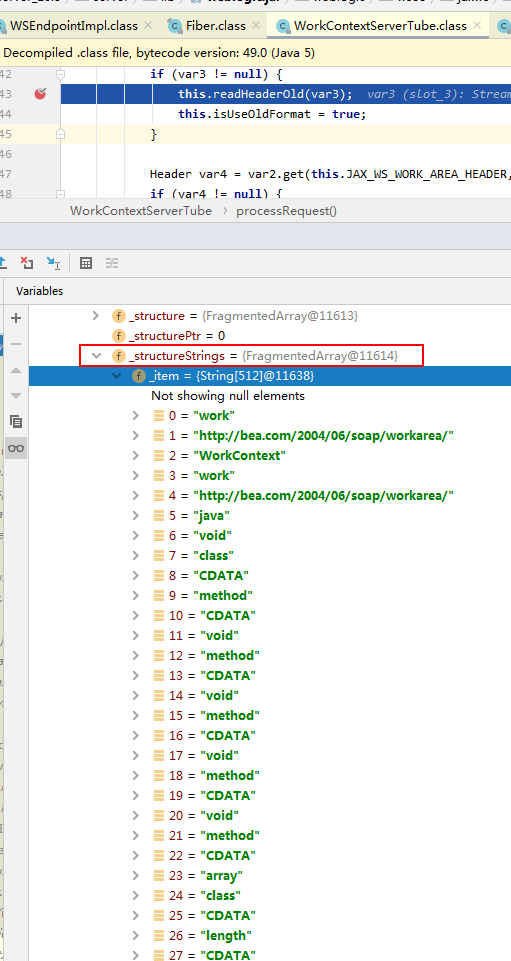 WSEndpointImpl.class × Fiber.class × WorkContextServerTube.class ×
Decompiled .class file, bytecode version: 49.0 (Java 5)
42 if (var3 != null) {
43 this.readHeaderOld(var3); var3 (slot_3): Stream
44 this.isUseOldFormat = true;
45 }
46
47 Header var4 = var2.get(this.JAX_WS_WORK_AREA_HEADER,
48 if (var4 != null) {
WorkContextServerTube > processRequest()
Variables
_structure = {FragmentedArray@11613}
_structurePtr = 0
_structureStrings = {FragmentedArray@11614}
_item = {String[512]@11638}
Not showing null elements
0 = "work"
1 = "http://bea.com/2004/06/soap/workarea/"
2 = "WorkContext"
3 = "work"
4 = "http://bea.com/2004/06/soap/workarea/"
5 = "java"
6 = "void"
7 = "class"
8 = "CDATA"
9 = "method"
10 = "CDATA"
11 = "void"
12 = "method"
13 = "CDATA"
14 = "void"
15 = "method"
16 = "CDATA"
17 = "void"
18 = "method"
19 = "CDATA"
20 = "void"
21 = "method"
22 = "CDATA"
23 = "array"
24 = "class"
25 = "CDATA"
26 = "length"
27 = "CDATA"